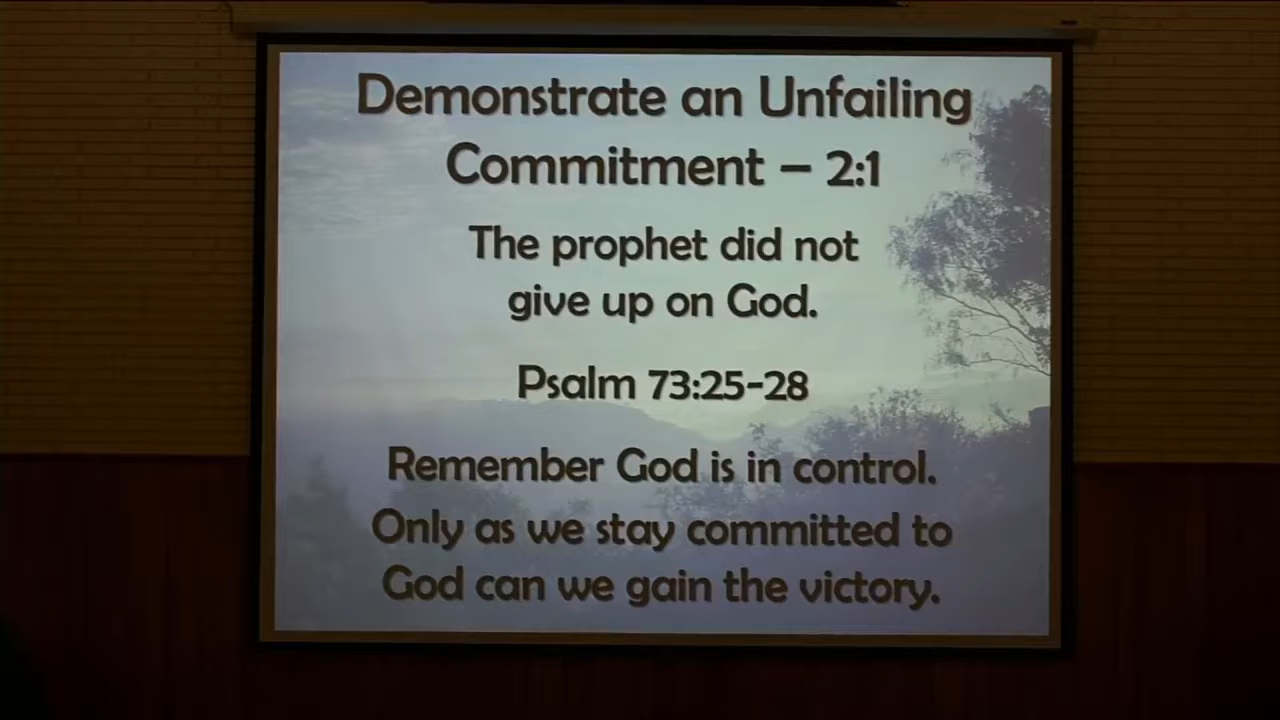 Demonstrate an Unfailing
Commitment – 2:1
The prophet did not
give up on God.
Psalm 73:25-28
Remember God is in control.
Only as we stay committed to
God can we gain the victory.